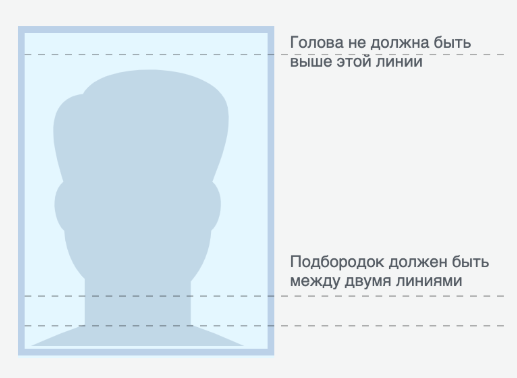 Голова не должна быть
выше этой линии
Подбородок должен быть
между двумя линиями